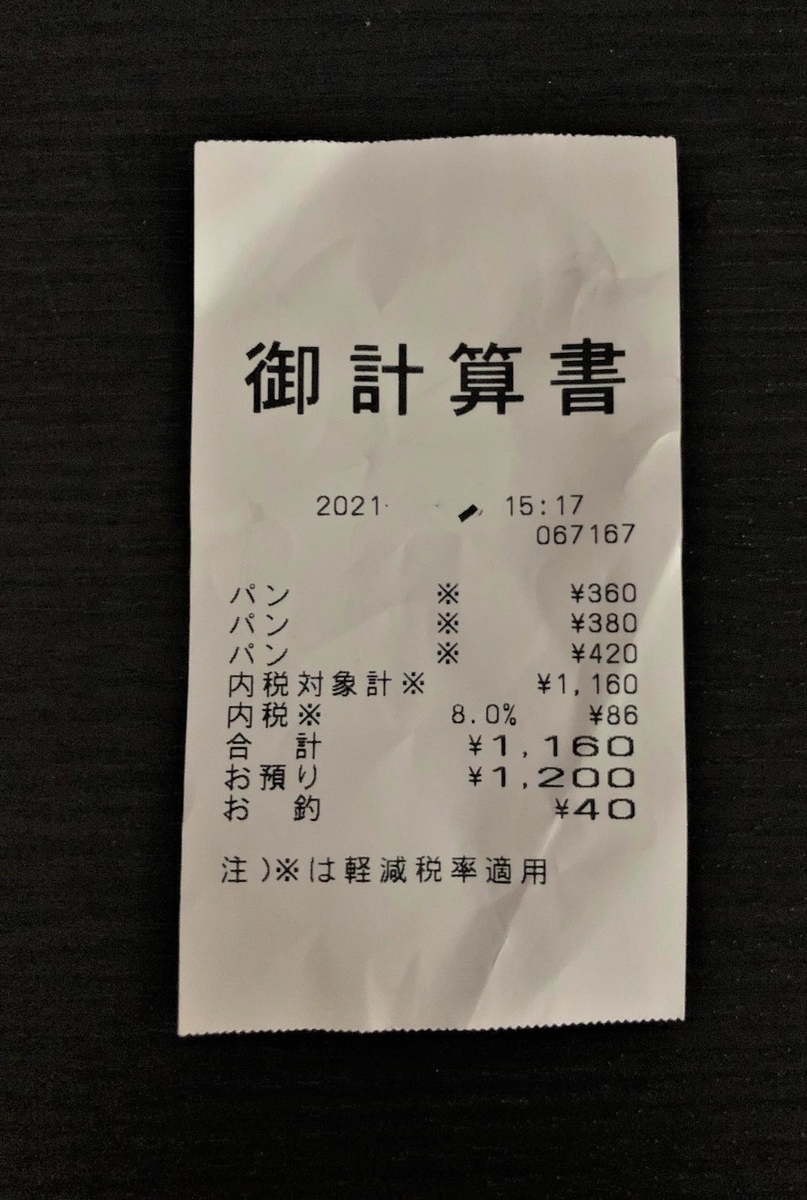 御計算書
2021 15:17
067167
パン ※ ¥360
パン ※ ¥380
パン ※ ¥420
内税対象計※ ¥1,160
内税※ 8.0% ¥86
合 計 ¥1,160
お預り ¥1,200
お 釣 ¥40
注)※は軽減税率適用